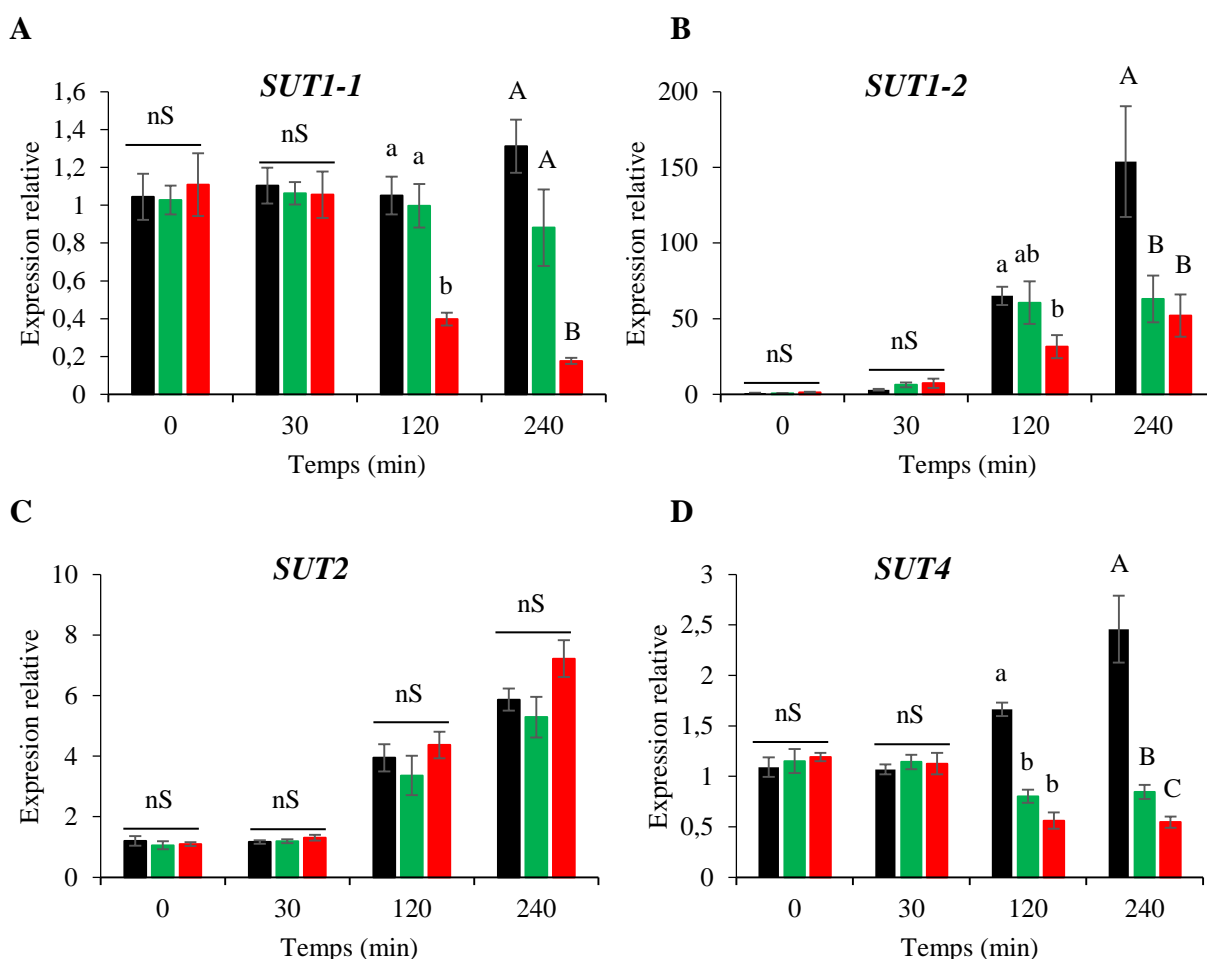 A
SUT1-1
Expression relative
1,6
1,4
1,2
1
0,8
0,6
0,4
0,2
0
nS
nS
a
a
b
A
A
B
0 30 120 240
Temps (min)
B
SUT1-2
Expression relative
200
150
100
50
0
nS
nS
a
ab
b
A
B
B
0 30 120 240
Temps (min)
C
SUT2
Expression relative
10
8
6
4
2
0
nS
nS
nS
nS
0 30 120 240
Temps (min)
D
SUT4
Expression relative
3
2,5
2
1,5
1
0,5
0
nS
nS
a
b
b
A
B
C
0 30 120 240
Temps (min)